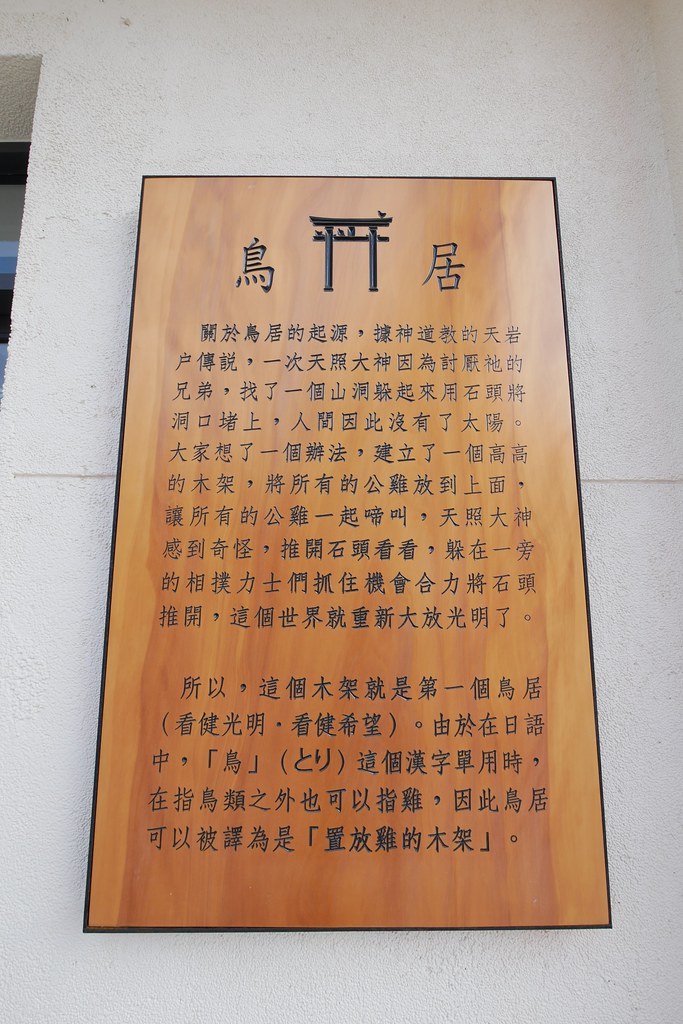 鳥居
關於鳥居的起源，據神道教的天岩
户傳説，一次天照大神因為討厭祂的
兄弟，找了一個山洞躲起來用石頭將
洞口堵上，人間因此沒有了太陽。
大家想了一個辦法，建立了一個高高
的木架，將所有的公雞放到上面，
讓所有的公雞一起啼叫，天照大神
感到奇怪，推開石頭看看，躲在一旁
的相撲力士們抓住機會合力將石頭
推開，這個世界就重新大放光明了。
所以，這個木架就是第一個鳥居
（看健光明・看健希望）。由於在日語
中，「鳥」（とり）這個漢字單用時，
在指鳥類之外也可以指雞，因此鳥居
可以被譯為是「置放雞的木架」。